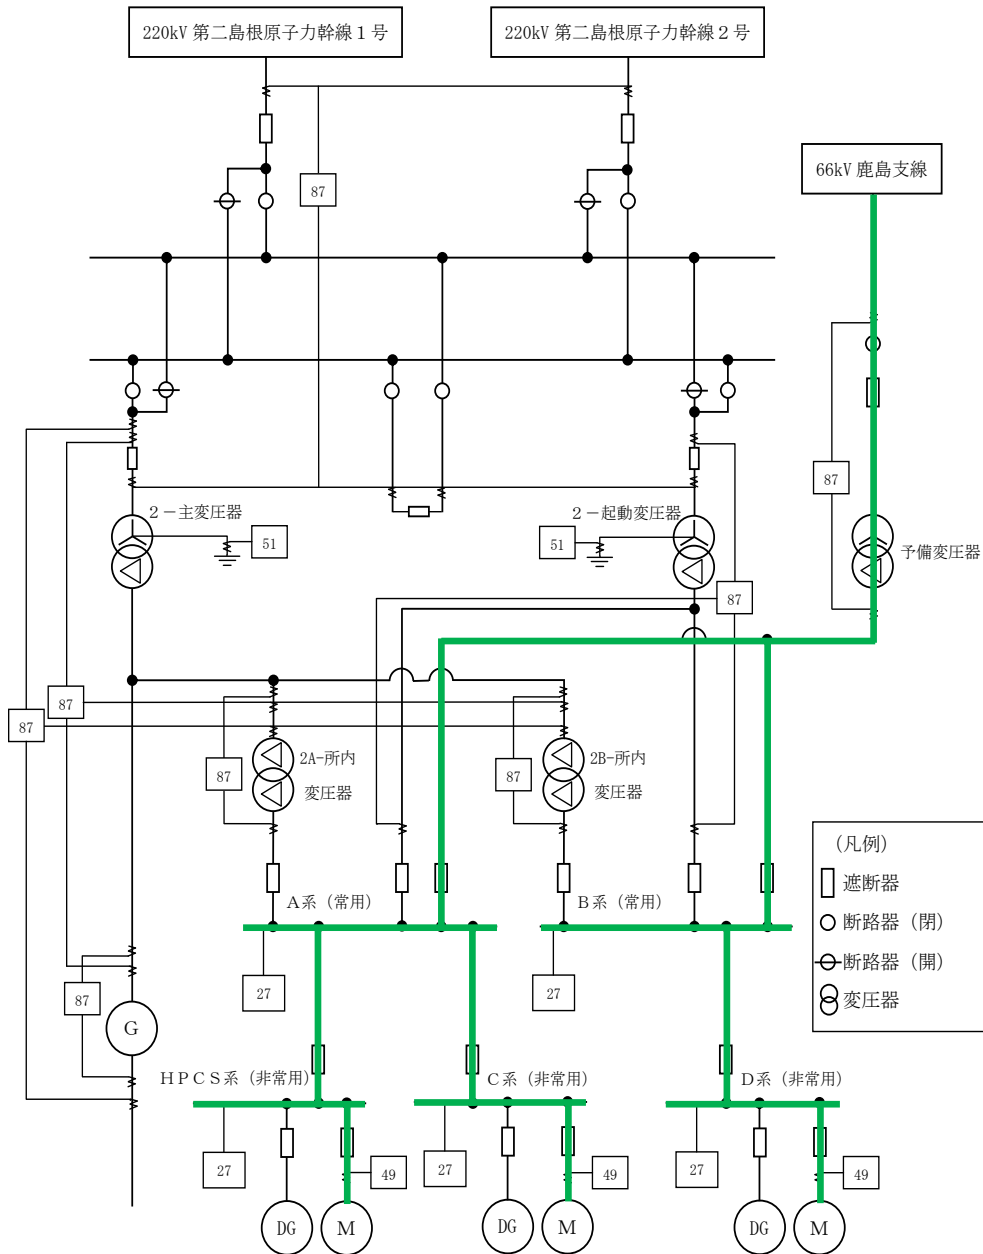 220kV 第二島根原子力幹線１号
220kV 第二島根原子力幹線２号
66kV 鹿島支線
87
87
2－主変圧器
51
2－起動変圧器
51
予備変圧器
87
87
87
2A-所内
変圧器
87
2B-所内
変圧器
87
(凡例)
遮断器
断路器（閉）
断路器（開）
変圧器
A系（常用）
B系（常用）
27
27
87
G
HPCS系（非常用）
C系（非常用）
D系（非常用）
27
49
27
49
27
49
DG
M
DG
M
DG
M